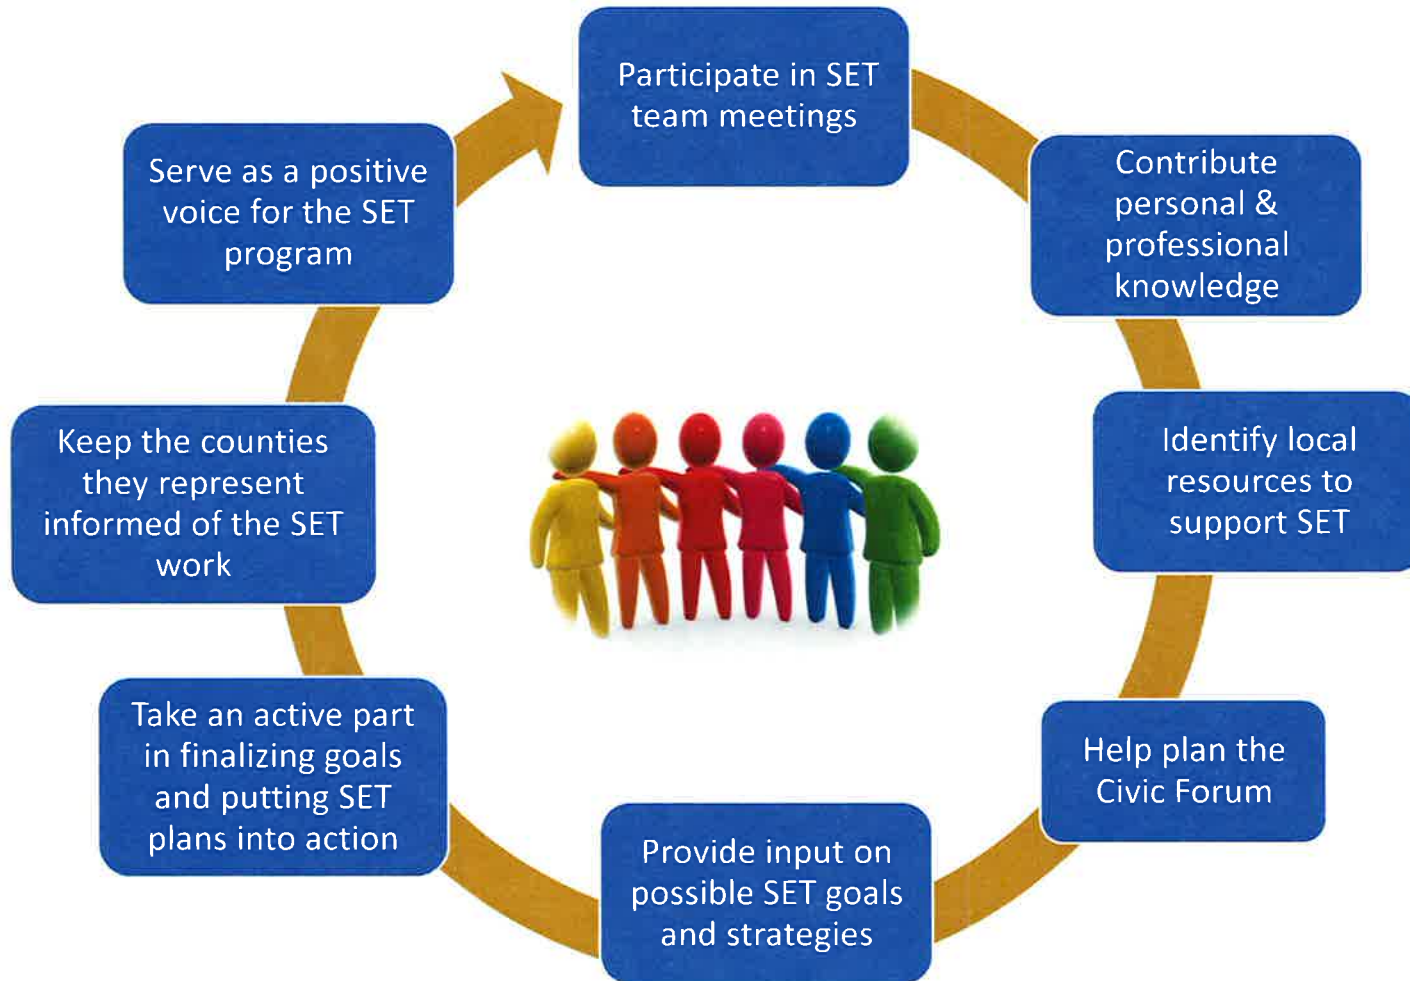 Participate in SET
team meetings
Contribute
personal &
professional
knowledge
Identify local
resources to
support SET
Help plan the
Civic Forum
Provide input on
possible SET goals
and strategies
Take an active part
in finalizing goals
and putting SET
plans into action
Keep the counties
they represent
informed of the SET
work
Serve as a positive
voice for the SET
program